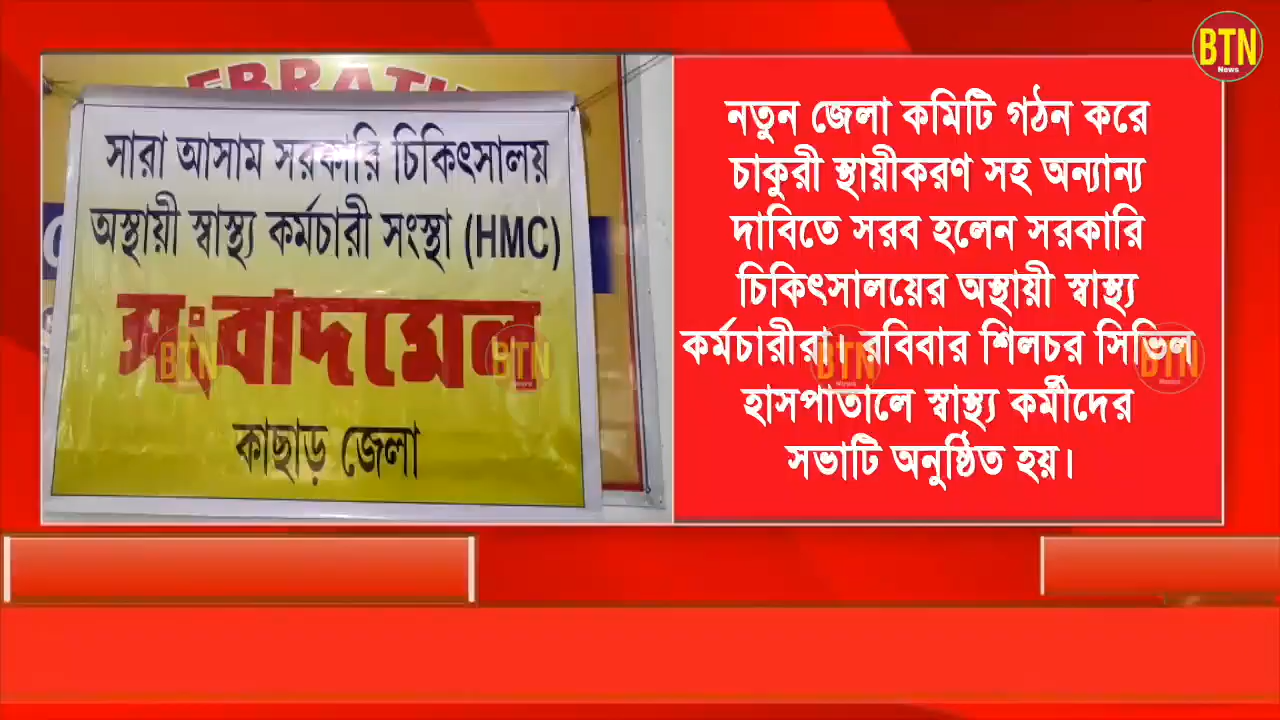 BTN
News
EBRATI
সারা আসাম সরকারি চিকিৎসালয়
অস্থায়ী স্বাস্থ্য কর্মচারী সংস্থা (HMC)
সংবাদমেল
কাছাড় জেলা
নতুন জেলা কমিটি গঠন করে
চাকুরী স্থায়ীকরণ সহ অন্যান্য
দাবিতে সরব হলেন সরকারি
চিকিৎসালয়ের অস্থায়ী স্বাস্থ্য
কর্মচারীরা। রবিবার শিলচর সিভিল
হাসপাতালে স্বাস্থ্য কর্মীদের
সভাটি অনুষ্ঠিত হয়।